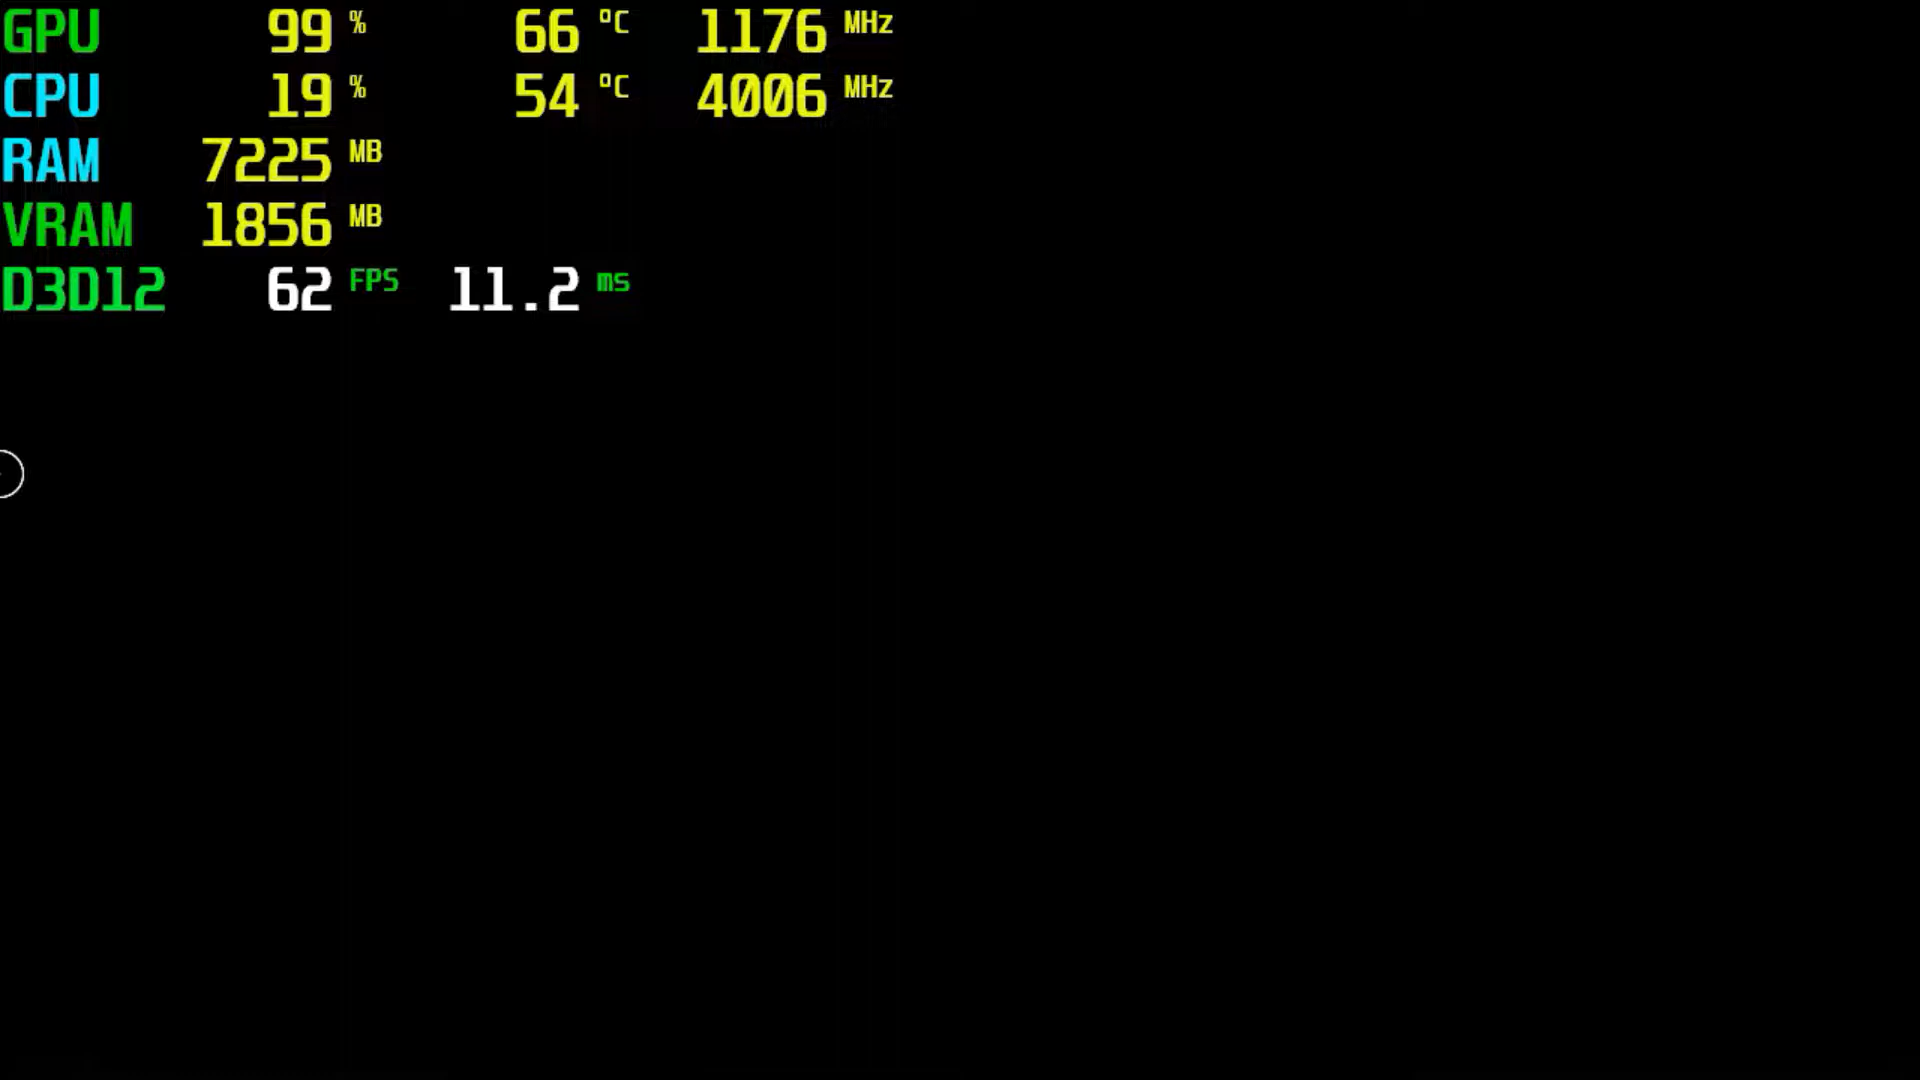 GPU 99 % 66 °C 1176 MHz
CPU 19 % 54 °C 4006 MHz
RAM 7225 MB
VRAM 1856 MB
D3D12 62 FPS 11.2 ms